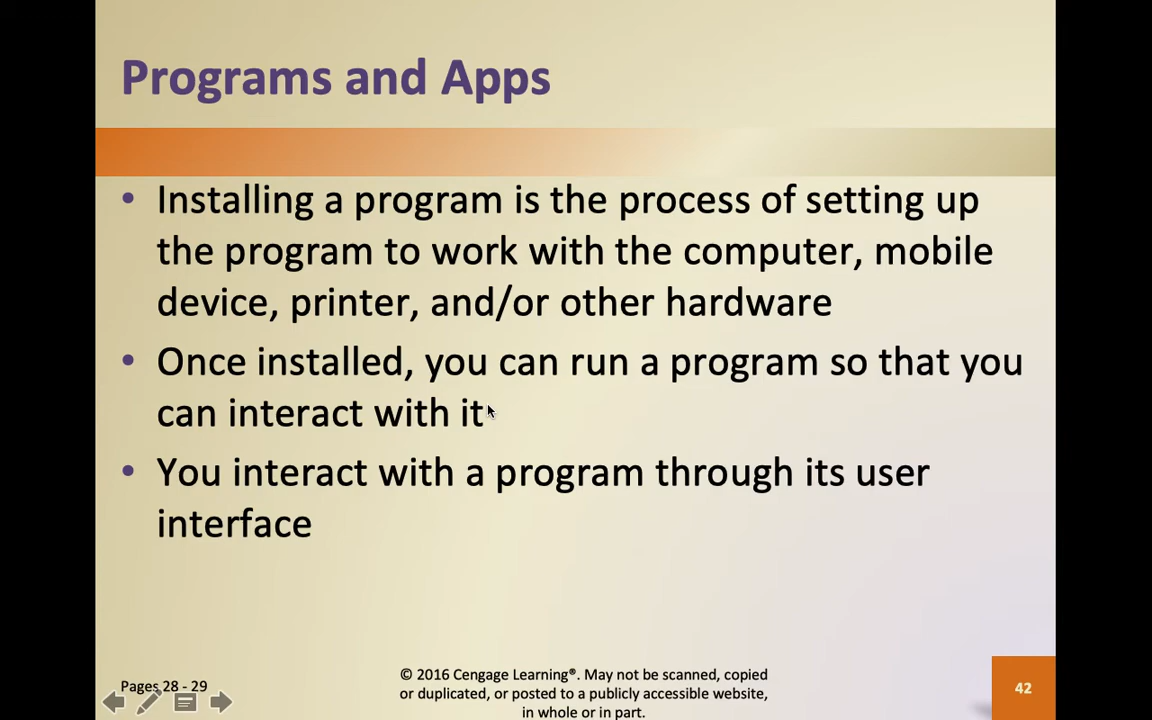 Programs and Apps
• Installing a program is the process of setting up
the program to work with the computer, mobile
device, printer, and/or other hardware
• Once installed, you can run a program so that you
can interact with it
• You interact with a program through its user
interface
Pages 28 - 29
© 2016 Cengage Learning®. May not be scanned, copied
or duplicated, or posted to a publicly accessible website,
in whole or in part.
42